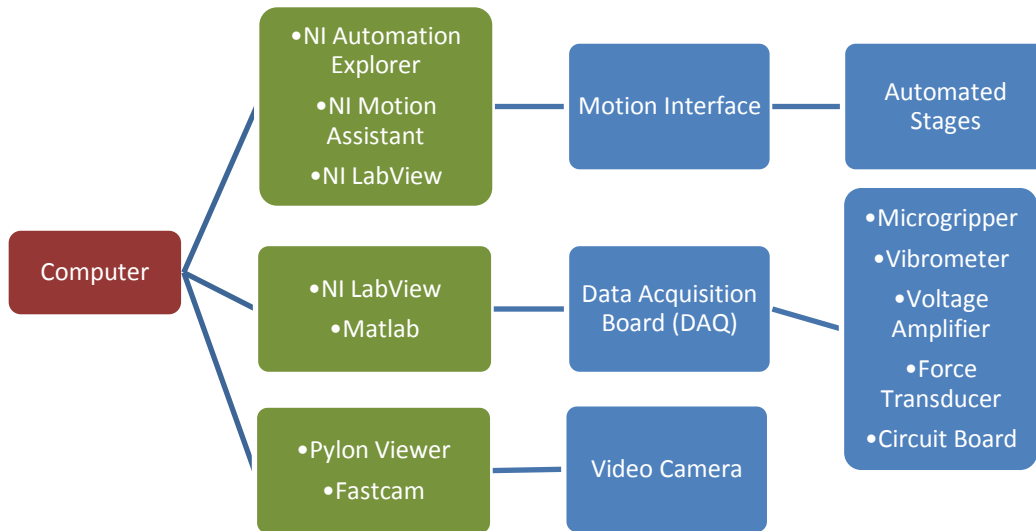 Computer
•NI Automation
Explorer
•NI Motion
Assistant
•NI LabView
Motion Interface
Automated
Stages
•NI LabView
•Matlab
Data Acquisition
Board (DAQ)
•Microgripper
•Vibrometer
•Voltage
Amplifier
•Force
Transducer
•Circuit Board
•Pylon Viewer
•Fastcam
Video Camera